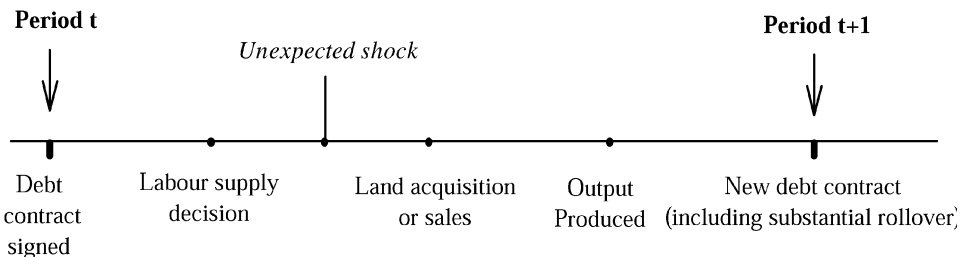 Period t
Period t+1
Unexpected shock
Debt
contract
signed
Labour supply
decision
Land acquisition
or sales
Output
Produced
New debt contract
(including substantial rollover)